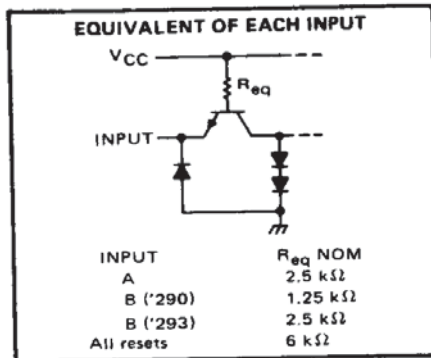 EQUIVALENT OF EACH INPUT
VCC
Req
INPUT
INPUT Req NOM
A 2.5 kΩ
B ('290) 1.25 kΩ
B ('293) 2.5 kΩ
All resets 6 kΩ